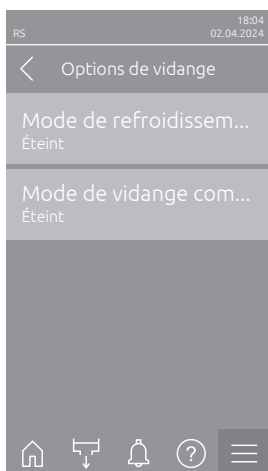 18:04
RS 02.04.2024
Options de vidange
Mode de refroidissem...
Éteint
Mode de vidange com...
Éteint
?